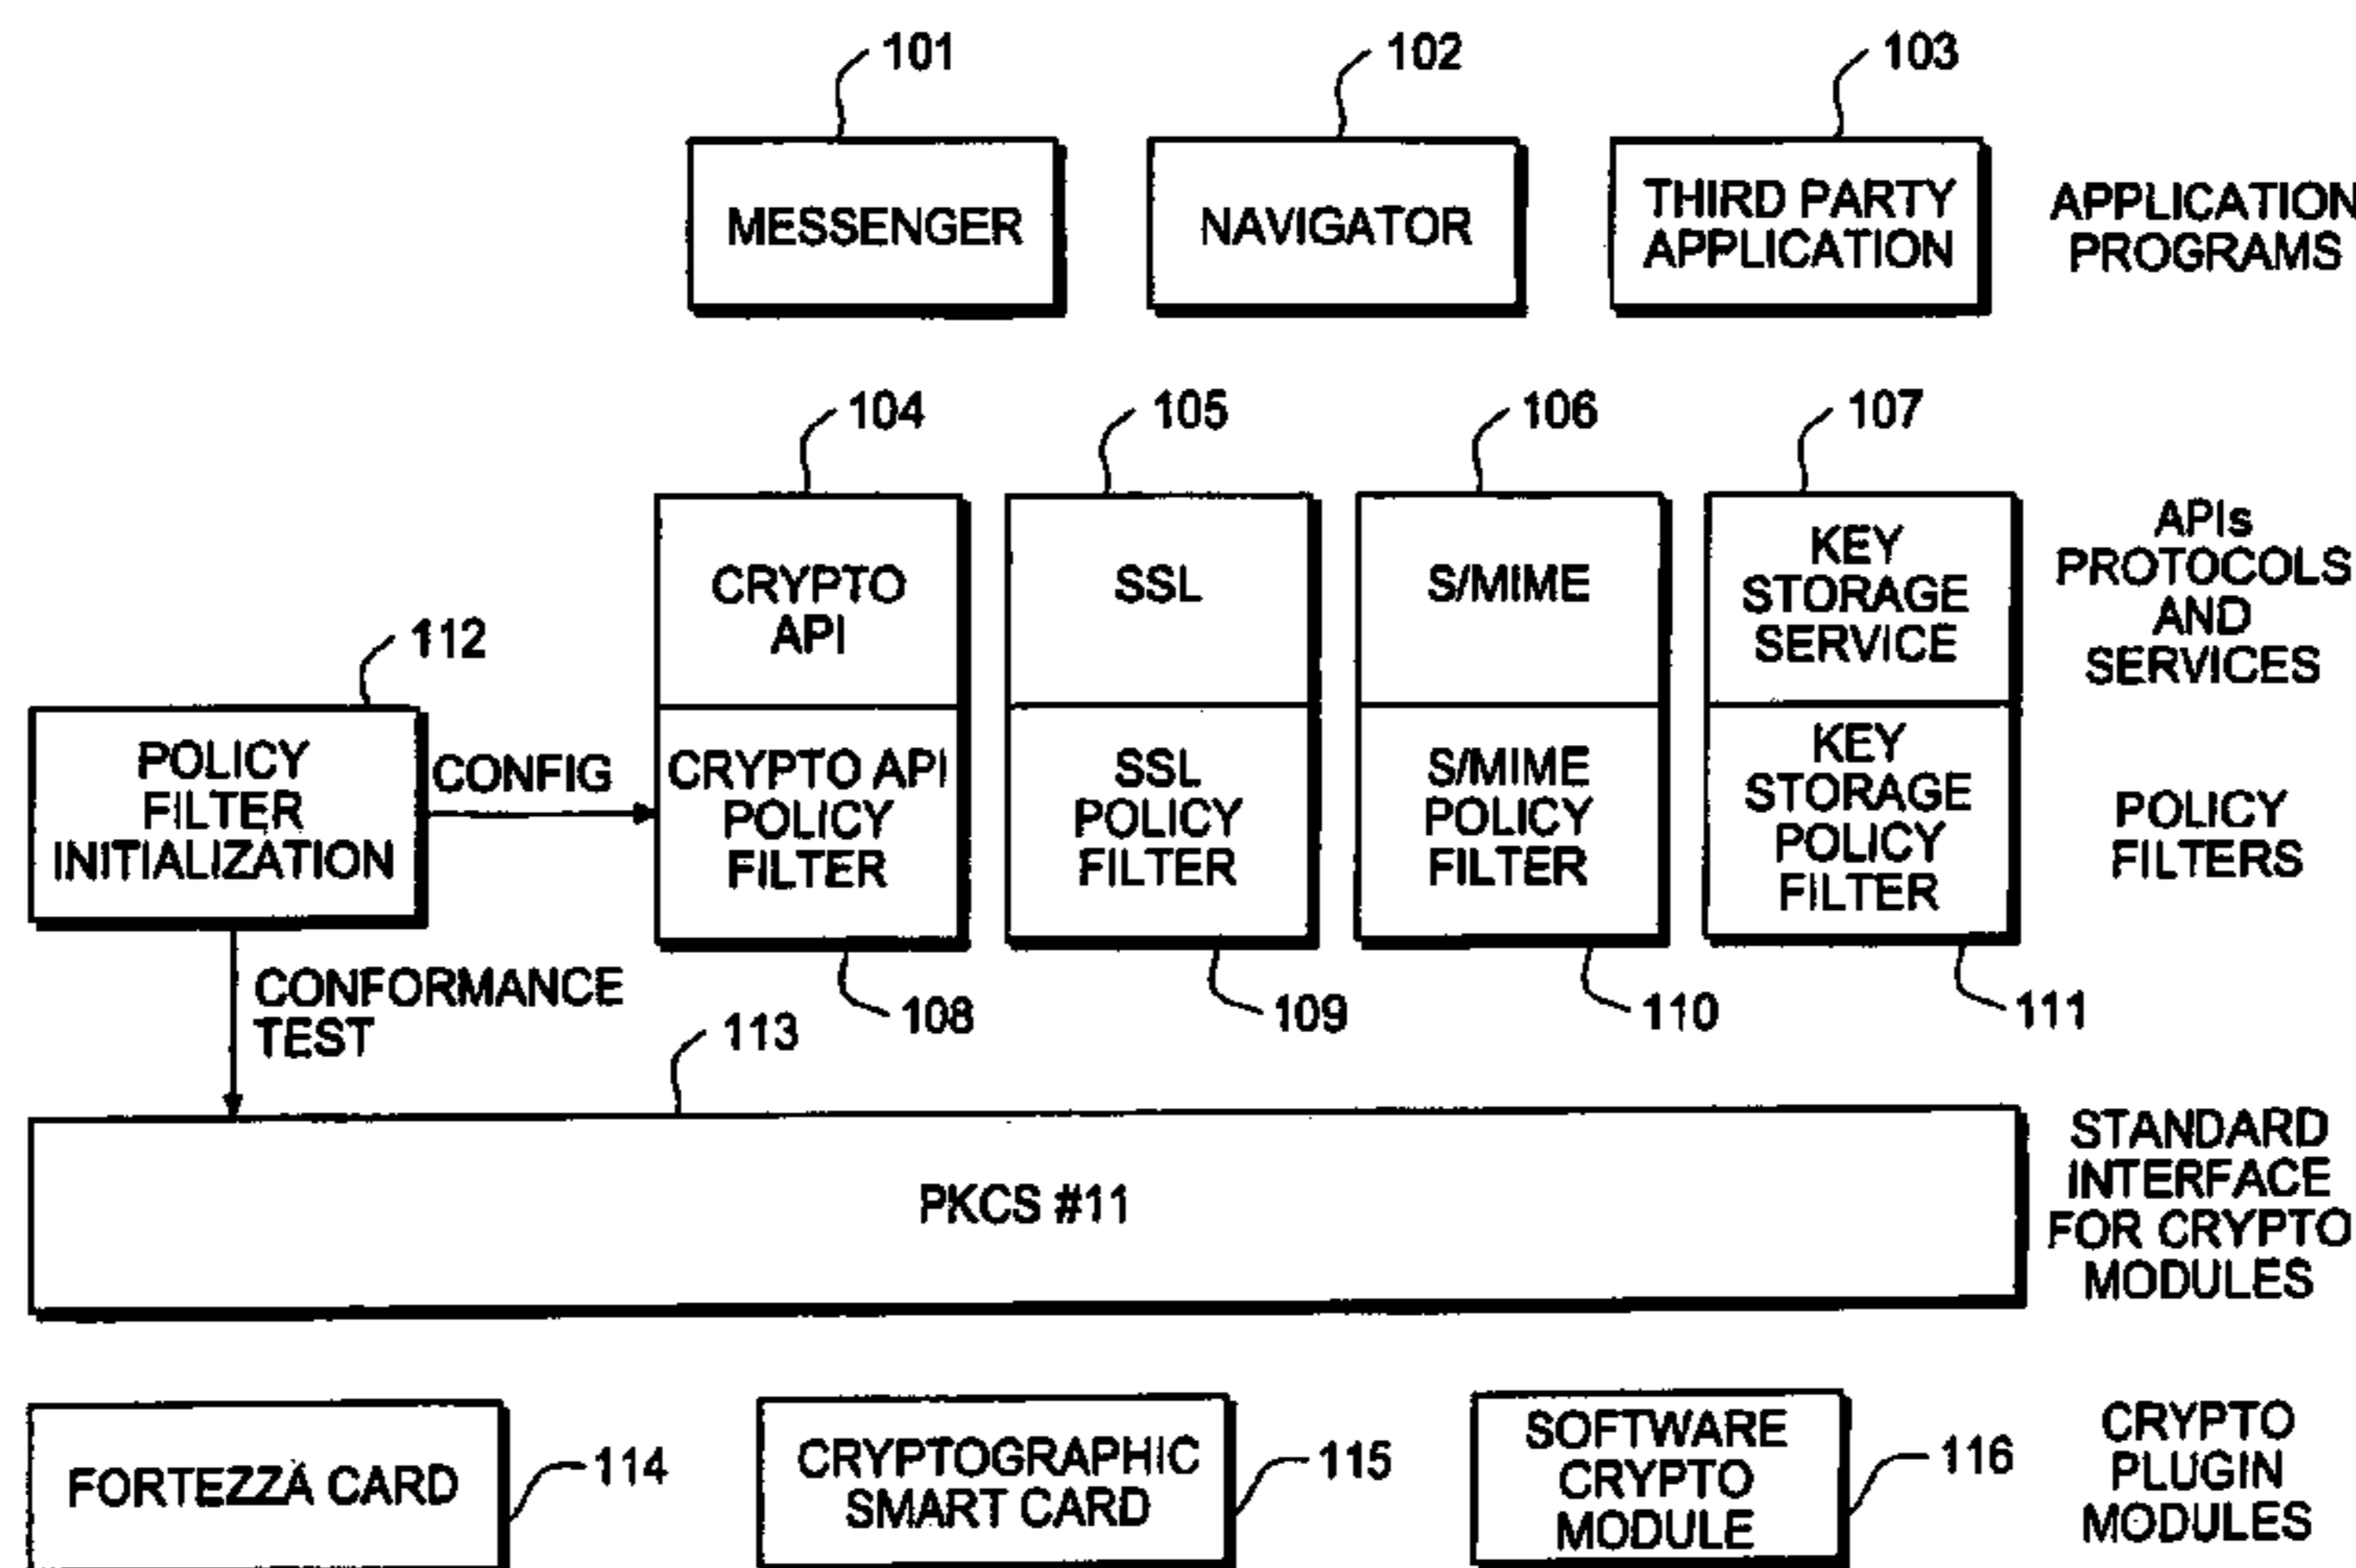 101
102
103
MESSENGER
NAVIGATOR
THIRD PARTY
APPLICATION
APPLICATION
PROGRAMS
104
105
106
107
CRYPTO
API
SSL
S/MIME
KEY
STORAGE
SERVICE
APIs
PROTOCOLS
AND
SERVICES
112
POLICY
FILTER
INITIALIZATION
CONFIG
CRYPTO API
POLICY
FILTER
SSL
POLICY
FILTER
S/MIME
POLICY
FILTER
KEY
STORAGE
POLICY
FILTER
POLICY
FILTERS
CONFORMANCE
TEST
108
109
110
111
113
PKCS #11
STANDARD
INTERFACE
FOR CRYPTO
MODULES
FORTEZZA CARD
114
CRYPTOGRAPHIC
SMART CARD
115
SOFTWARE
CRYPTO
MODULE
116
CRYPTO
PLUGIN
MODULES